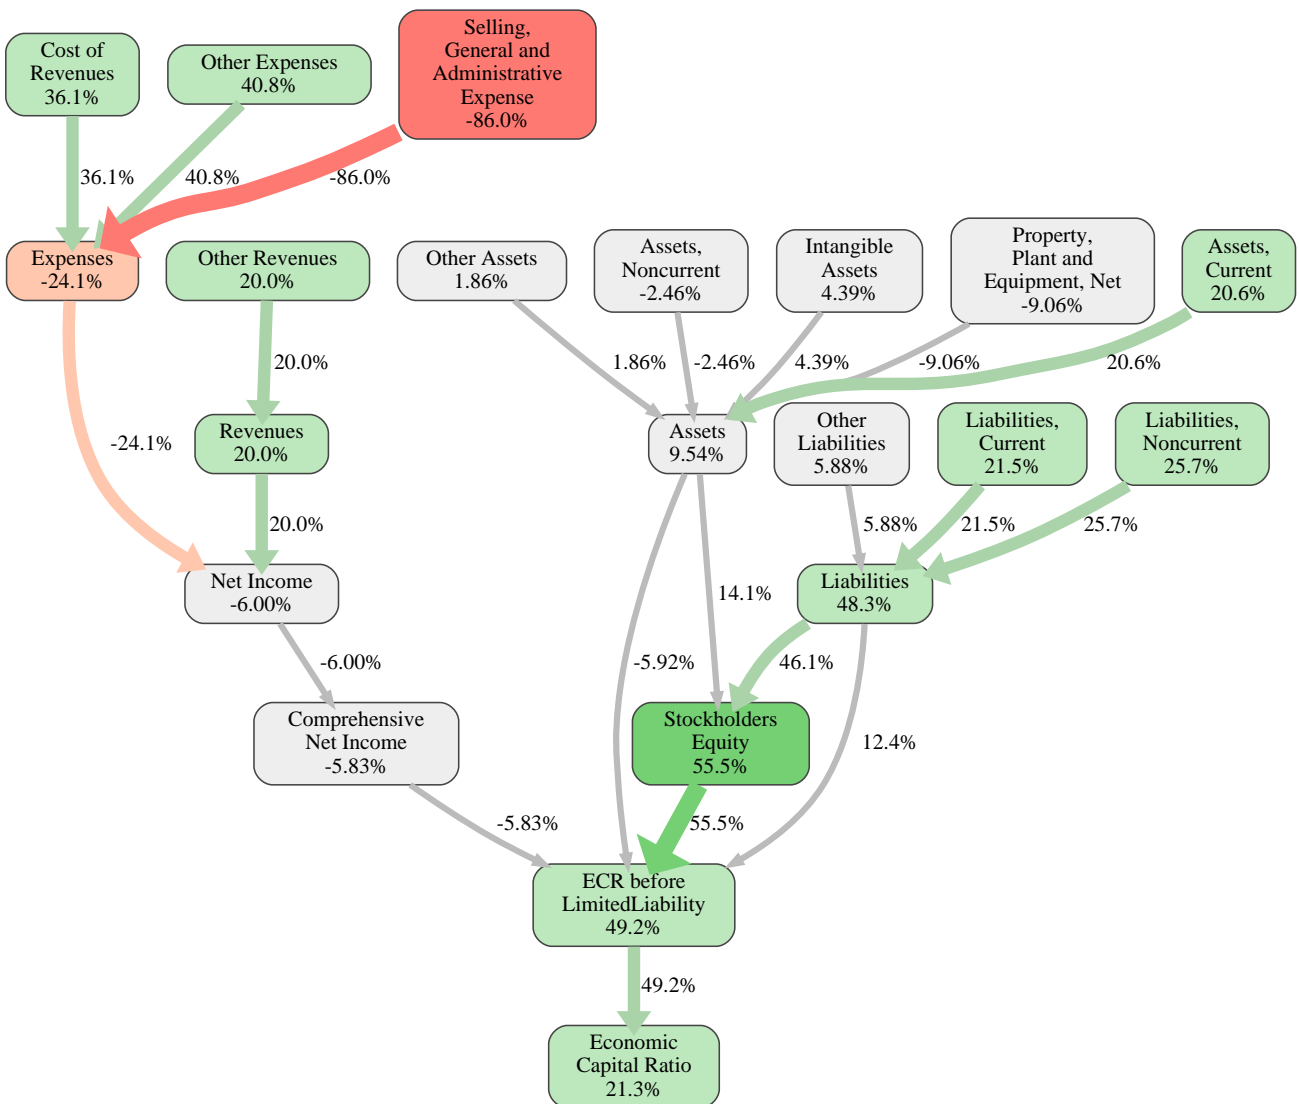 Cost of
Revenues
36.1%
Other Expenses
40.8%
Selling,
General and
Administrative
Expense
-86.0%
36.1%
40.8%
-86.0%
Expenses
-24.1%
Other Revenues
20.0%
Other Assets
1.86%
Assets,
Noncurrent
-2.46%
Intangible
Assets
4.39%
Property,
Plant and
Equipment, Net
-9.06%
Assets,
Current
20.6%
20.0%
1.86%
-2.46%
4.39%
-9.06%
20.6%
-24.1%
Revenues
20.0%
Assets
9.54%
Other
Liabilities
5.88%
Liabilities,
Current
21.5%
Liabilities,
Noncurrent
25.7%
20.0%
5.88%
21.5%
25.7%
Net Income
-6.00%
14.1%
Liabilities
48.3%
-6.00%
-5.92%
46.1%
12.4%
Comprehensive
Net Income
-5.83%
Stockholders
Equity
55.5%
-5.83%
55.5%
ECR before
LimitedLiability
49.2%
49.2%
Economic
Capital Ratio
21.3%